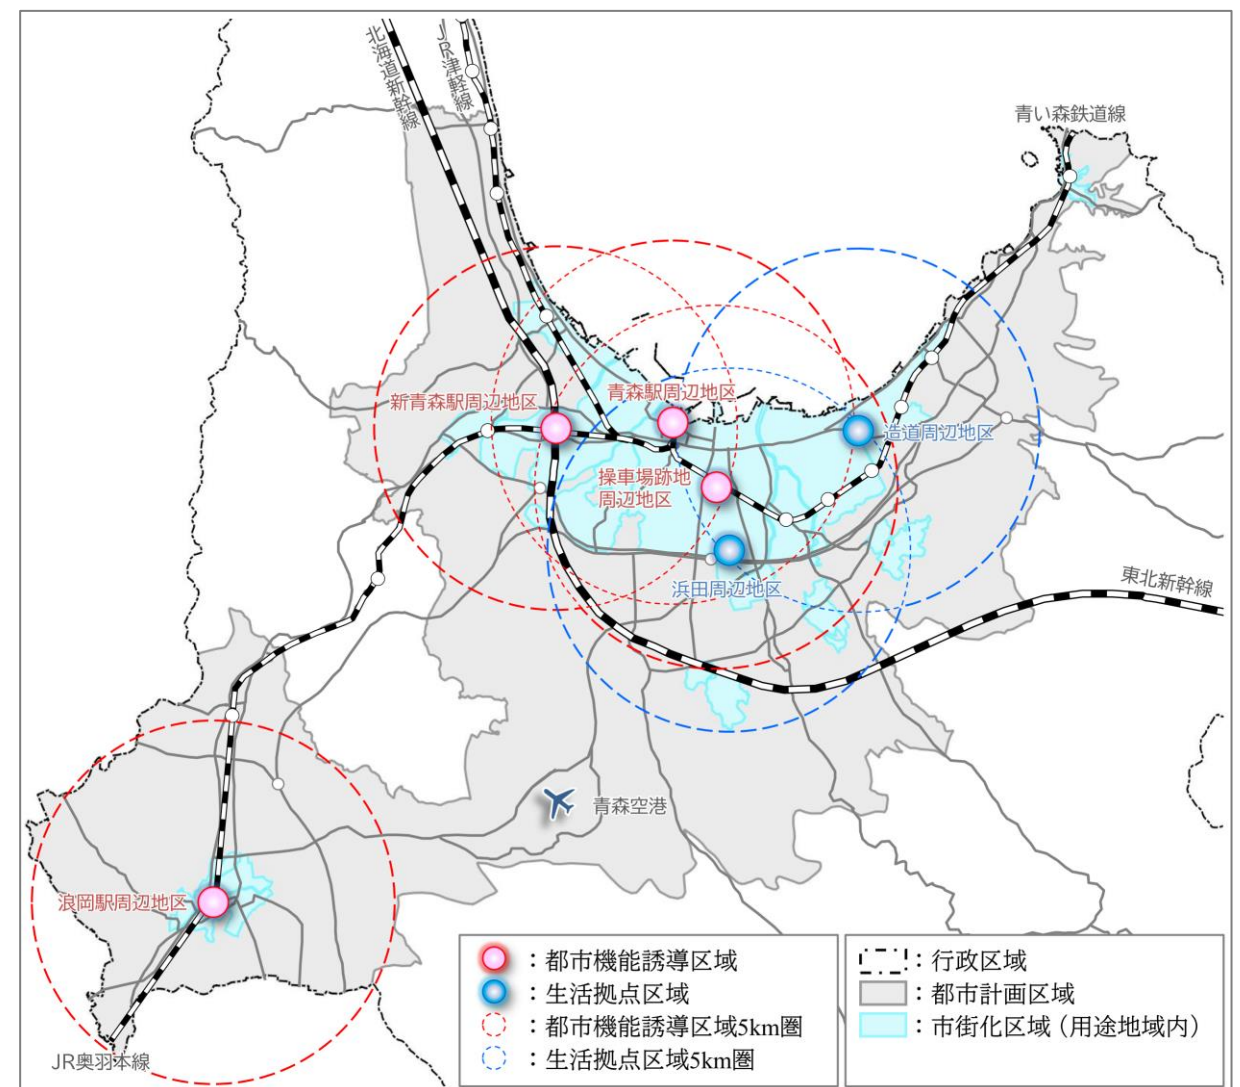 北海道新幹線
JR津軽線
青い森鉄道線
新青森駅周辺地区
青森駅周辺地区
造道周辺地区
操車場跡地
周辺地区
浜田周辺地区
東北新幹線
青森空港
浪岡駅周辺地区
JR奥羽本線
：都市機能誘導区域
：生活拠点区域
：都市機能誘導区域5km圏
：生活拠点区域5km圏
：行政区域
：都市計画区域
：市街化区域（用途地域内）